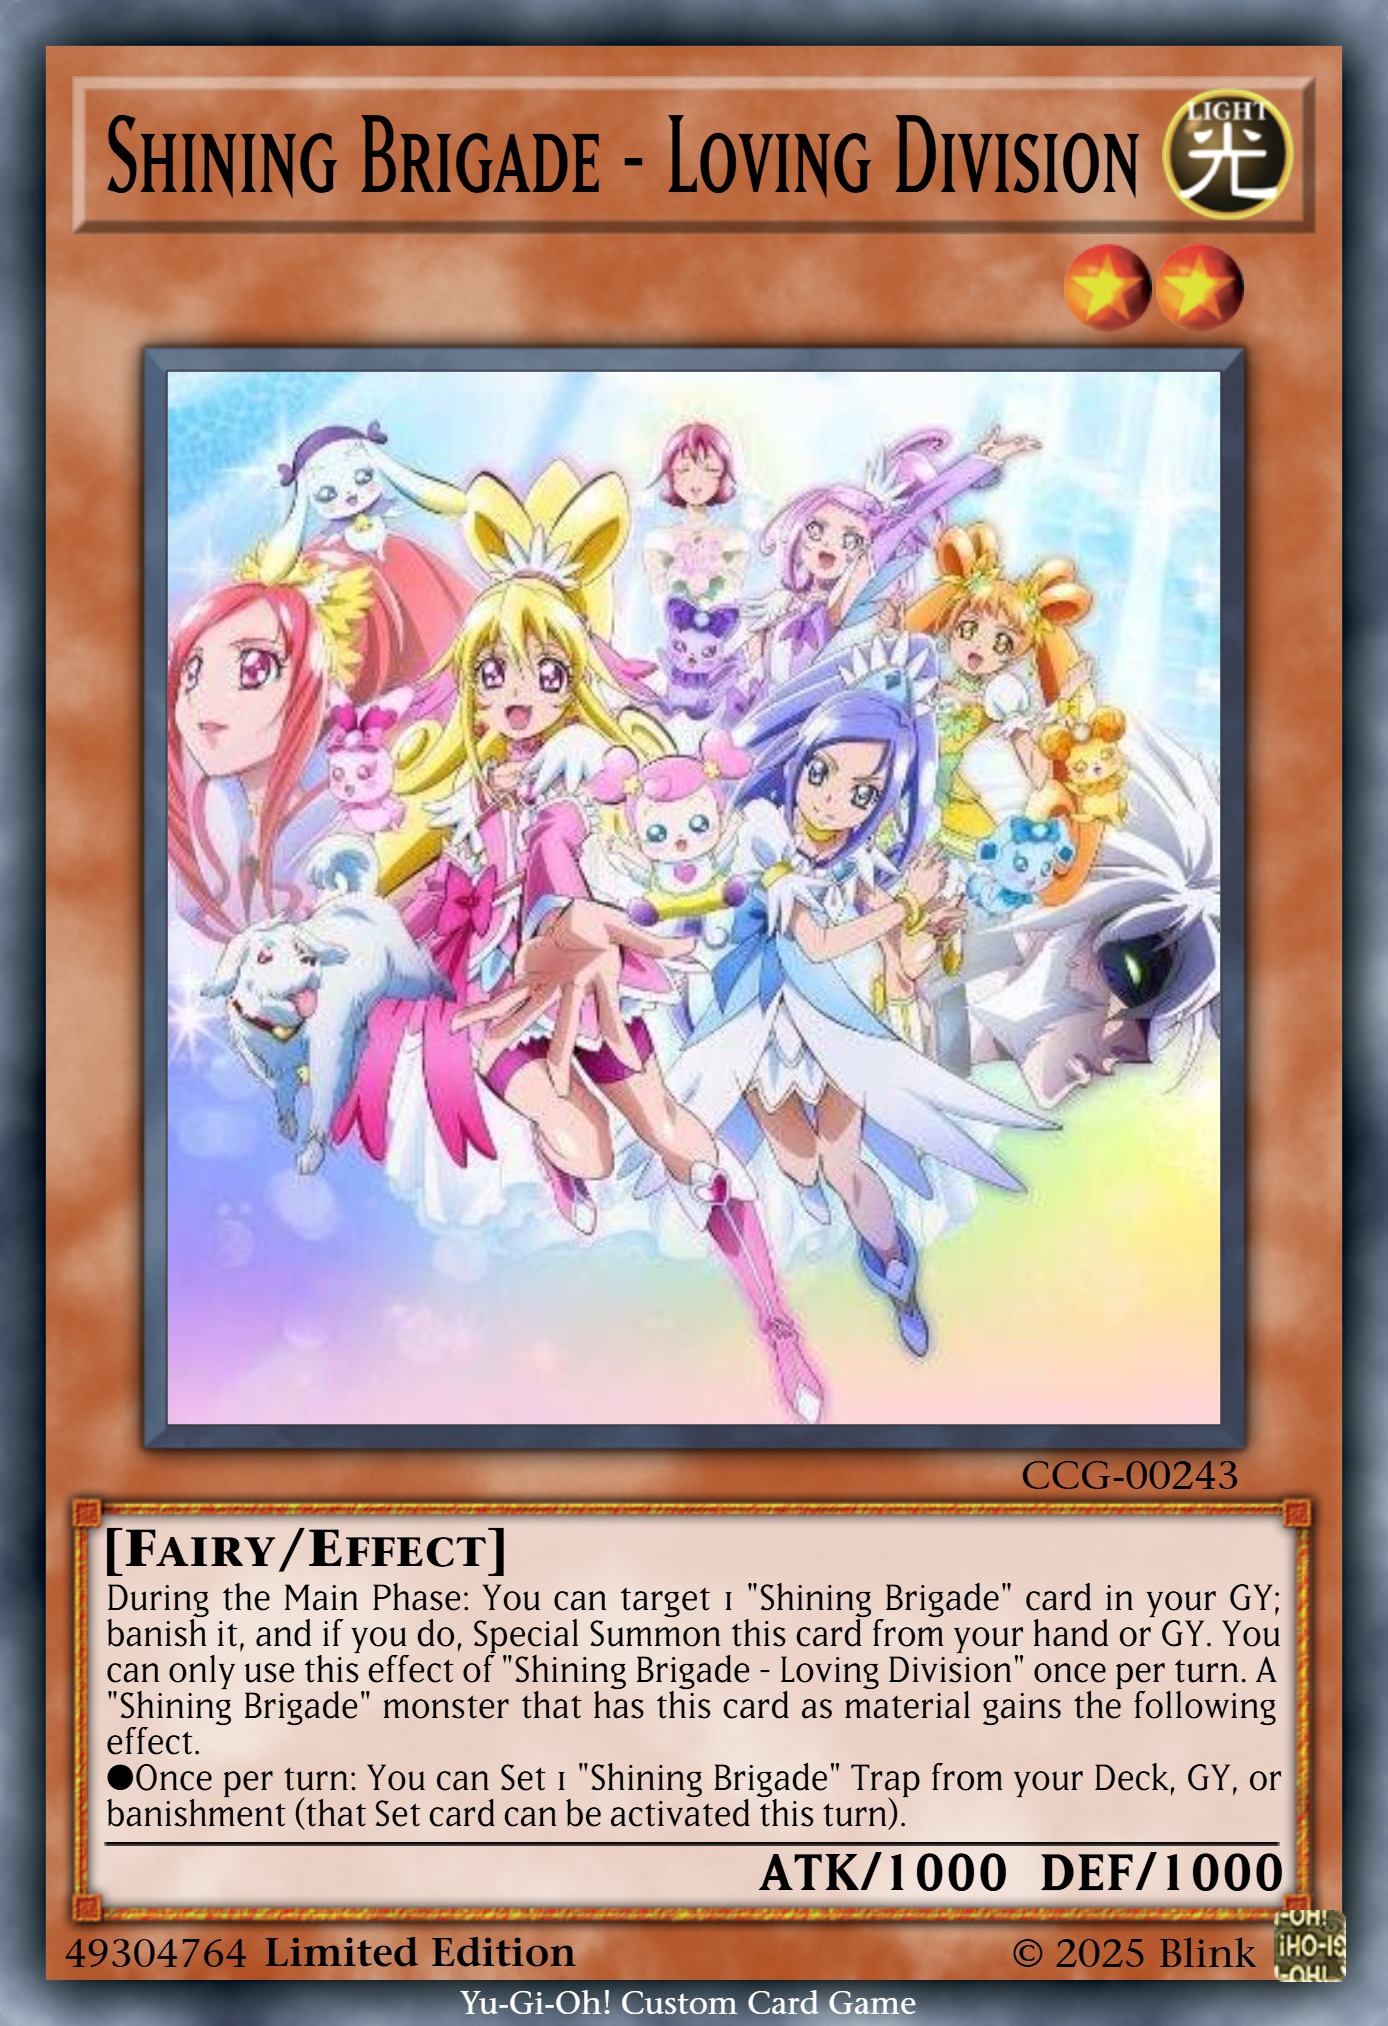 Shining Brigade - Loving Division
LIGHT
光
CCG-00243
[Fairy/Effect]
During the Main Phase: You can target 1 "Shining Brigade" card in your GY;
banish it, and if you do, Special Summon this card from your hand or GY. You
can only use this effect of "Shining Brigade - Loving Division" once per turn. A
"Shining Brigade" monster that has this card as material gains the following
effect.
●Once per turn: You can Set 1 "Shining Brigade" Trap from your Deck, GY, or
banishment (that Set card can be activated this turn).
ATK/1000 DEF/1000
49304764 Limited Edition
© 2025 Blink
Yu-Gi-Oh! Custom Card Game